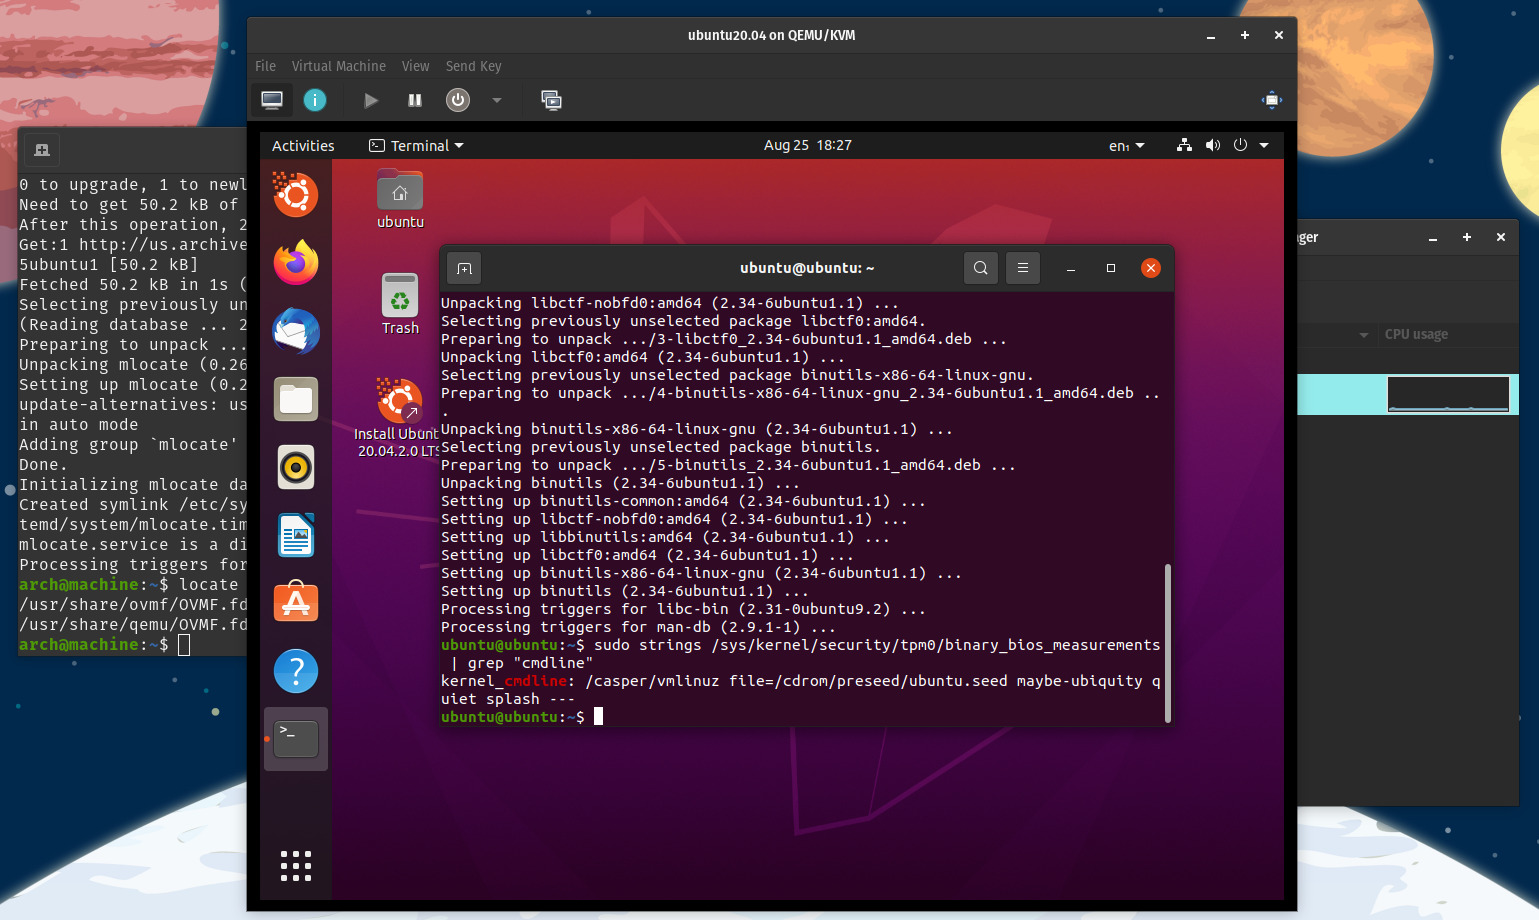 ubuntu20.04 on QEMU/KVM
File Virtual Machine View Send Key
Activities Terminal Aug 25 18:27 en₁
0 to upgrade, 1 to newl
Need to get 50.2 kB of
After this operation, 2
Get:1 http://us.archive
5ubuntu1 [50.2 kB]
Fetched 50.2 kB in 1s (
Selecting previously un
(Reading database ... 2
Preparing to unpack ...
Unpacking mlocate (0.26
Setting up mlocate (0.2
update-alternatives: us
in auto mode
Adding group `mlocate'
Done.
Initializing mlocate da
Created symlink /etc/sy
temd/system/mlocate.tim
mlocate.service is a di
Processing triggers for
arch@machine:~$ locate
/usr/share/ovmf/OVMF.fd
/usr/share/qemu/OVMF.fd
arch@machine:~$
ubuntu
Trash
Install Ubunt
20.04.2.0 LTS
ubuntu@ubuntu: ~
Unpacking libctf-nobfd0:amd64 (2.34-6ubuntu1.1) ...
Selecting previously unselected package libctf0:amd64.
Preparing to unpack .../3-libctf0_2.34-6ubuntu1.1_amd64.deb ...
Unpacking libctf0:amd64 (2.34-6ubuntu1.1) ...
Selecting previously unselected package binutils-x86-64-linux-gnu.
Preparing to unpack .../4-binutils-x86-64-linux-gnu_2.34-6ubuntu1.1_amd64.deb ..
.
Unpacking binutils-x86-64-linux-gnu (2.34-6ubuntu1.1) ...
Selecting previously unselected package binutils.
Preparing to unpack .../5-binutils_2.34-6ubuntu1.1_amd64.deb ...
Unpacking binutils (2.34-6ubuntu1.1) ...
Setting up binutils-common:amd64 (2.34-6ubuntu1.1) ...
Setting up libctf-nobfd0:amd64 (2.34-6ubuntu1.1) ...
Setting up libbinutils:amd64 (2.34-6ubuntu1.1) ...
Setting up libctf0:amd64 (2.34-6ubuntu1.1) ...
Setting up binutils-x86-64-linux-gnu (2.34-6ubuntu1.1) ...
Setting up binutils (2.34-6ubuntu1.1) ...
Processing triggers for libc-bin (2.31-0ubuntu9.2) ...
Processing triggers for man-db (2.9.1-1) ...
ubuntu@ubuntu:~$ sudo strings /sys/kernel/security/tpm0/binary_bios_measurements
 | grep "cmdline"
kernel_cmdline: /casper/vmlinuz file=/cdrom/preseed/ubuntu.seed maybe-ubiquity q
uiet splash ---
ubuntu@ubuntu:~$
ager
CPU usage